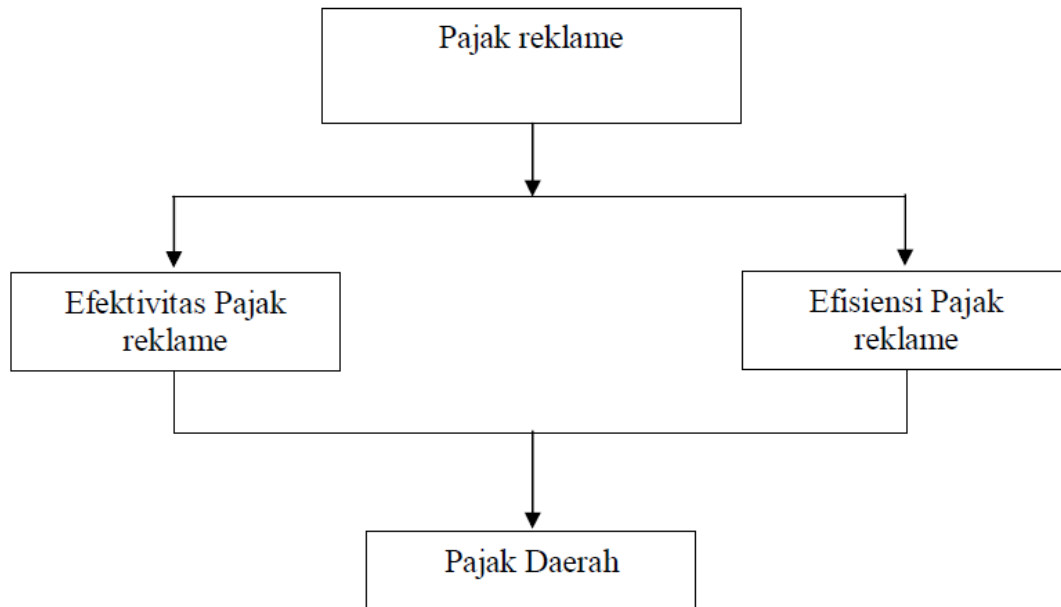 Pajak reklame
Efektivitas Pajak
reklame
Efisiensi Pajak
reklame
Pajak Daerah